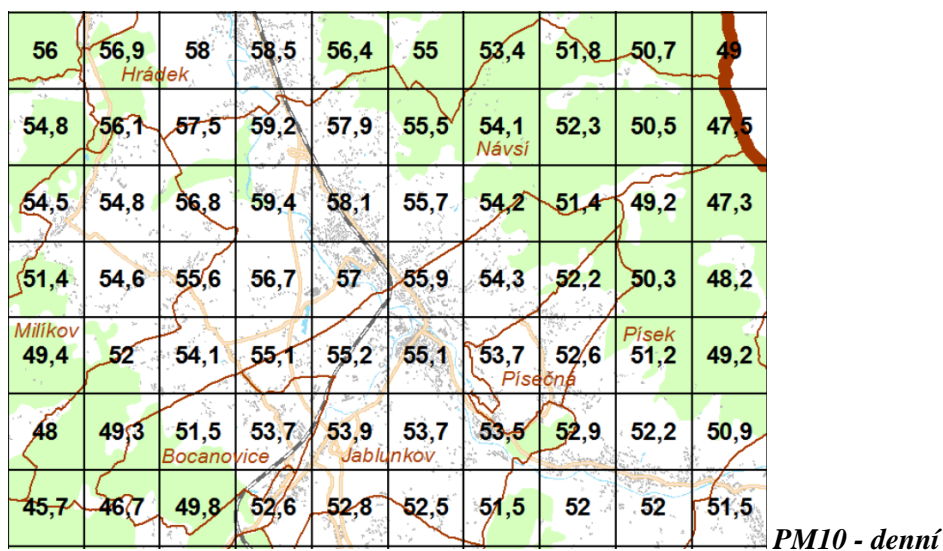 56 56,9 58 58,5 56,4 55 53,4 51,8 50,7 49
Hrádek
54,8 56,1 57,5 59,2 57,9 55,5 54,1 52,3 50,5 47,5
Návsí
54,5 54,8 56,8 59,4 58,1 55,7 54,2 51,4 49,2 47,3
51,4 54,6 55,6 56,7 57 55,9 54,3 52,2 50,3 48,2
Milíkov Písek
49,4 52 54,1 55,1 55,2 55,1 53,7 52,6 51,2 49,2
Písečná
48 49,3 51,5 53,7 53,9 53,7 53,5 52,9 52,2 50,9
Bocanovice Jablunkov
45,7 46,7 49,8 52,6 52,8 52,5 51,5 52 52 51,5
PM10 - denní